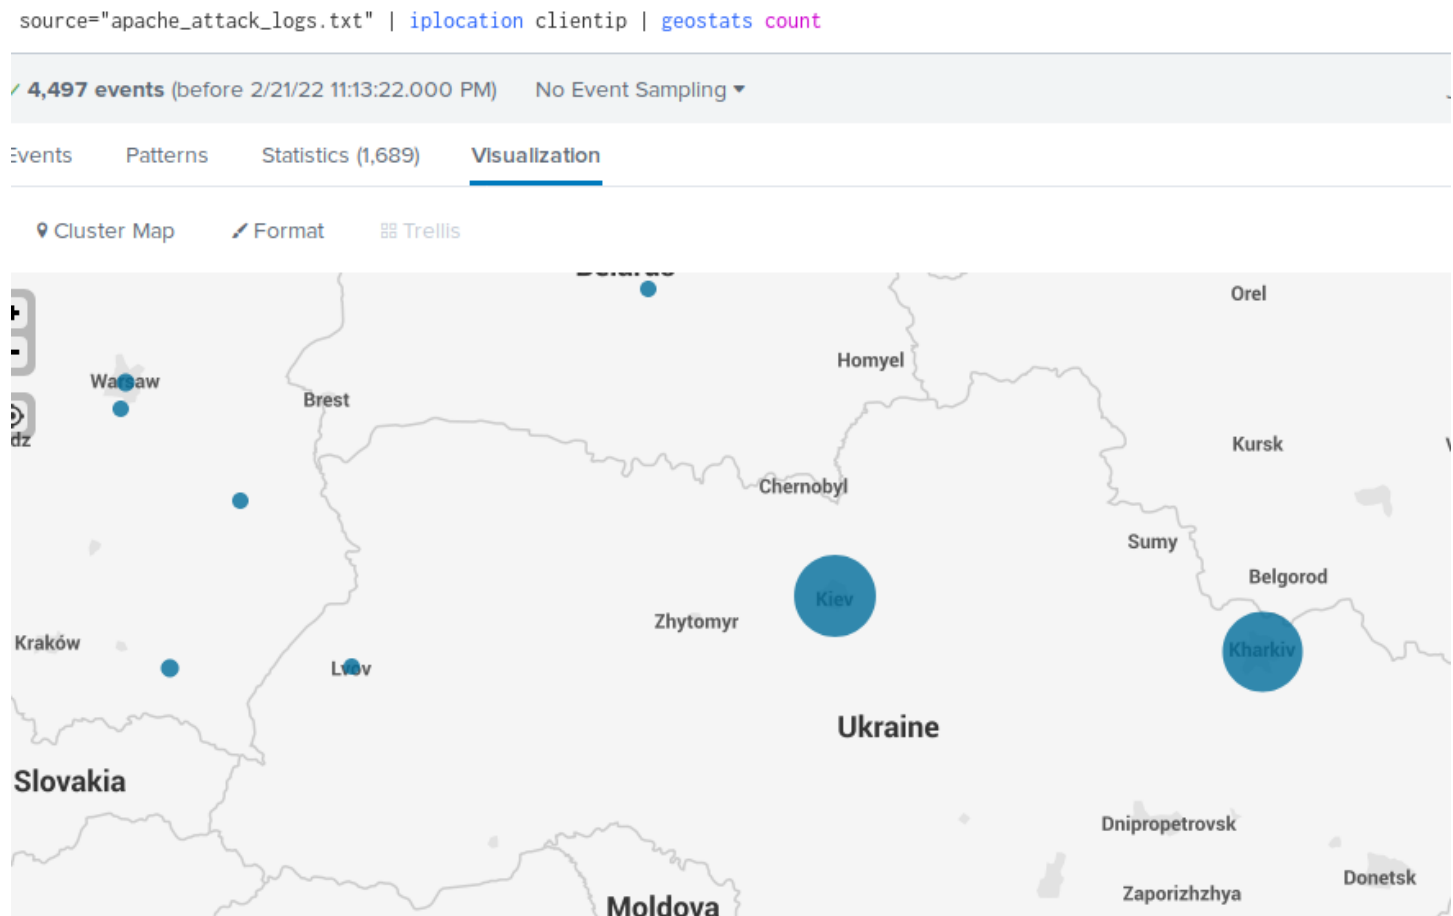 source="apache_attack_logs.txt" | iplocation clientip | geostats count
4,497 events (before 2/21/22 11:13:22.000 PM) No Event Sampling
Events Patterns Statistics (1,689) Visualization
Cluster Map Format Trellis
Belarus
Orel
Homyel
Warsaw
Brest
dz
Kursk
Chernobyl
Sumy
Belgorod
Kiev
Zhytomyr
Kraków
Kharkiv
Lvov
Ukraine
Slovakia
Dnipropetrovsk
Donetsk
Zaporizhzhya
Moldova